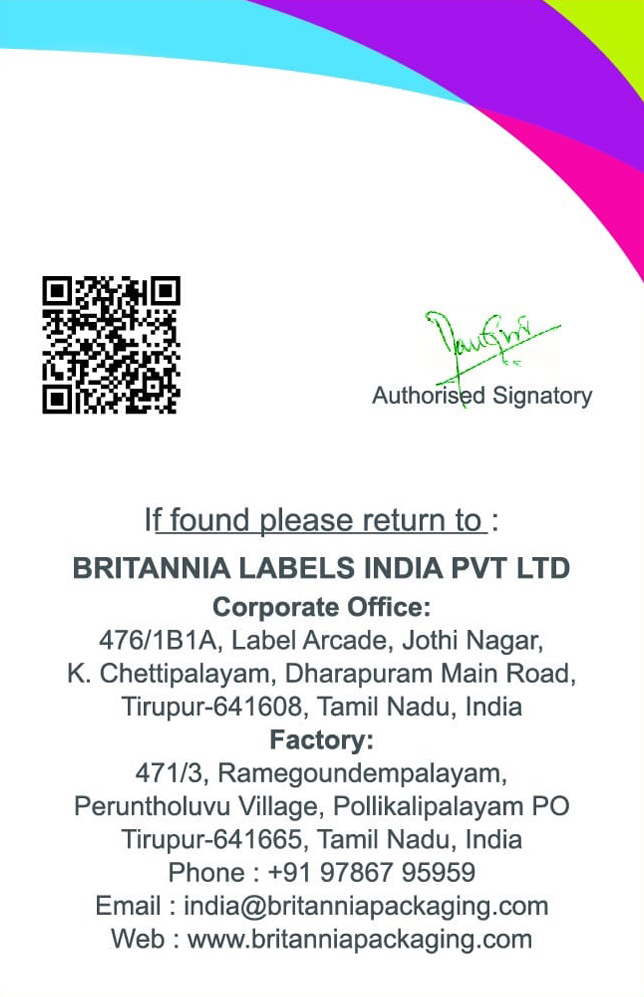 Authorised Signatory
If found please return to :
BRITANNIA LABELS INDIA PVT LTD
Corporate Office:
476/1B1A, Label Arcade, Jothi Nagar,
K. Chettipalayam, Dharapuram Main Road,
Tirupur-641608, Tamil Nadu, India
Factory:
471/3, Ramegoundempalayam,
Peruntholuvu Village, Pollikalipalayam PO
Tirupur-641665, Tamil Nadu, India
Phone : +91 97867 95959
Email : india@britanniapackaging.com
Web : www.britanniapackaging.com